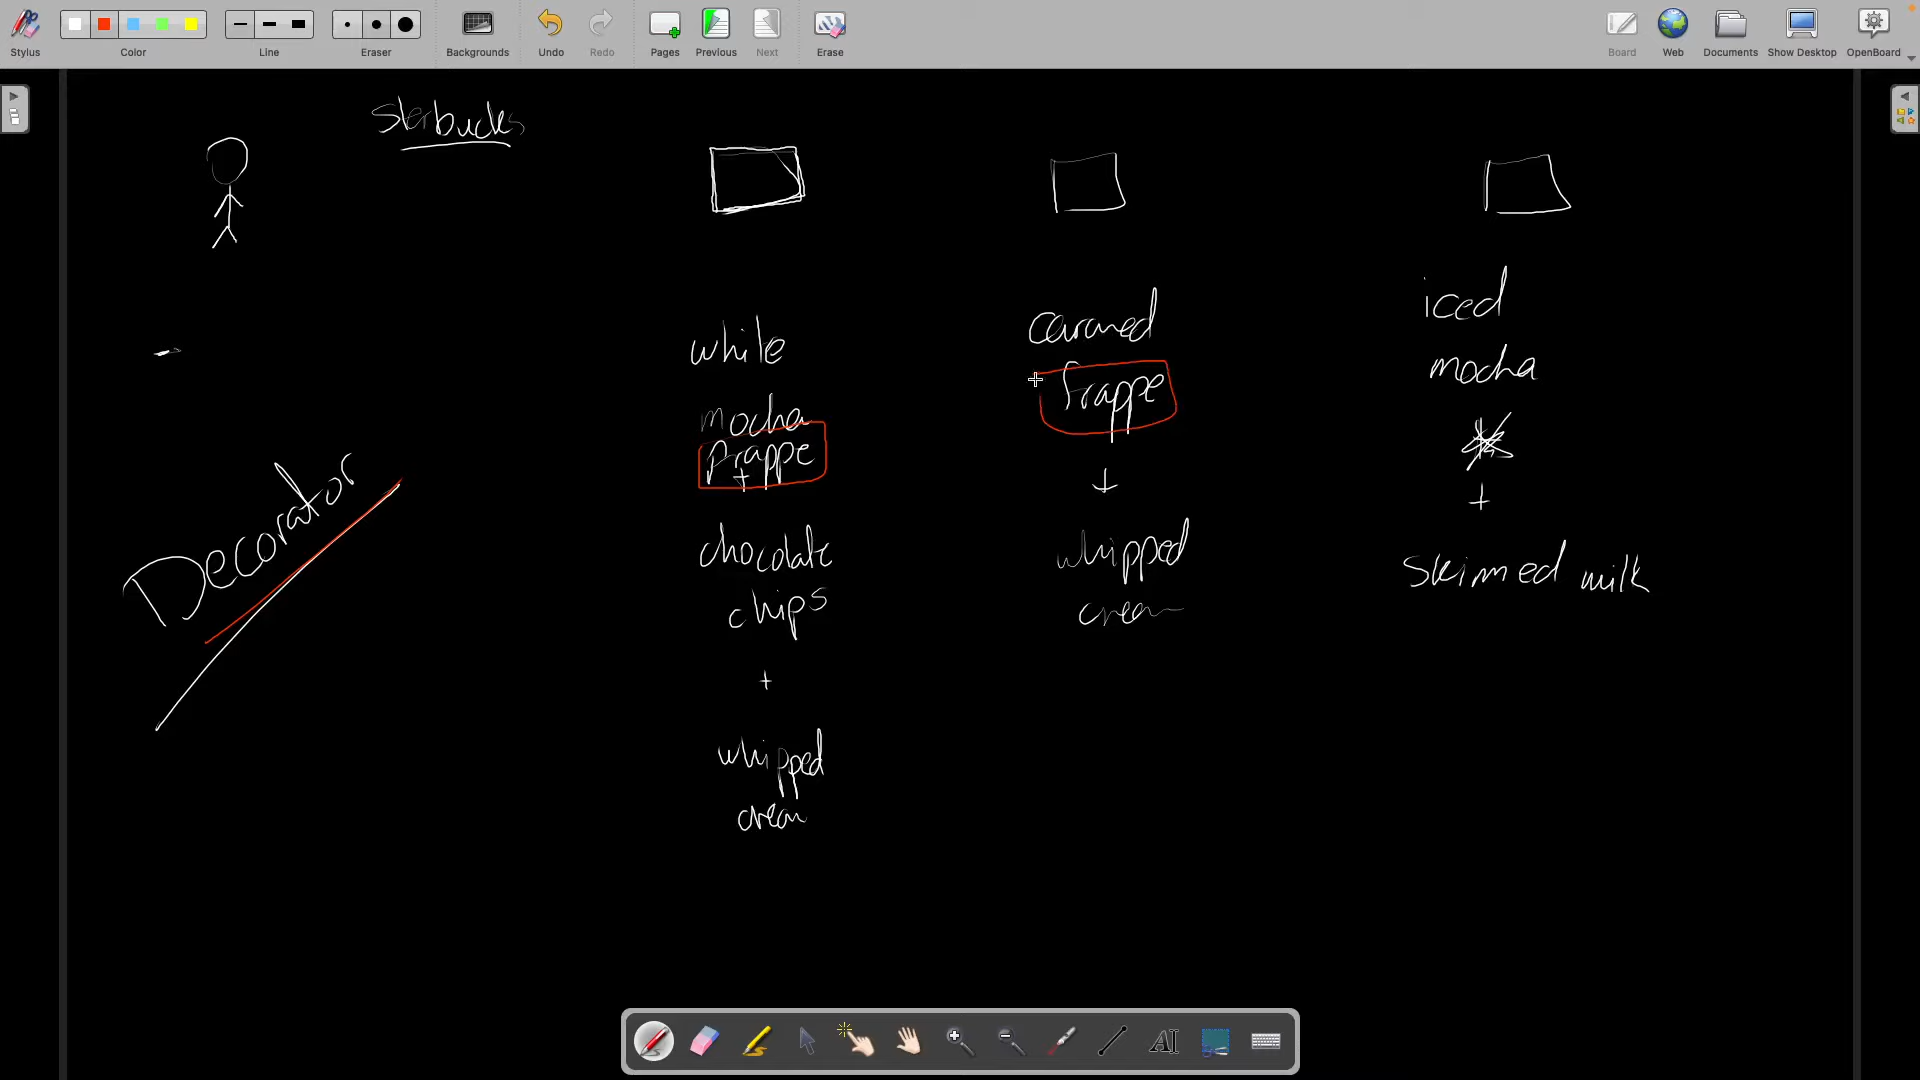 Stylus
Color
Line
Eraser
Backgrounds
Undo
Redo
Pages
Previous
Next
Erase
Board
Web
Documents
Show Desktop
OpenBoard
Starbucks
Decorator
white
mocha
frappe
+
chocolate
chips
+
whipped
cream
caramel
frappe
+
whipped
cream
iced
mocha
+
skimmed milk